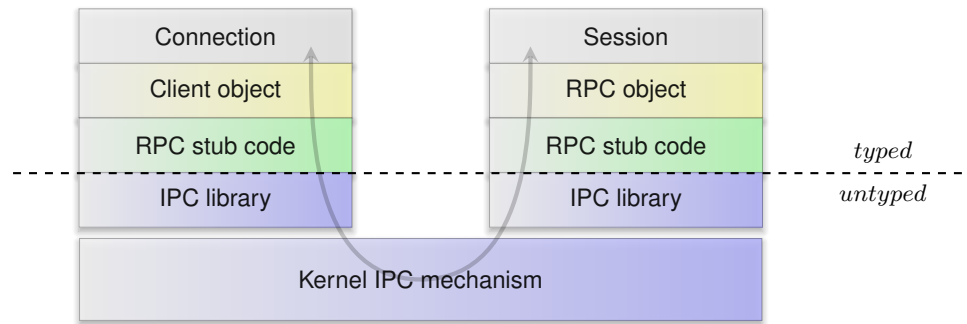 Connection
Session
Client object
RPC object
RPC stub code
RPC stub code
typed
IPC library
IPC library
untyped
Kernel IPC mechanism